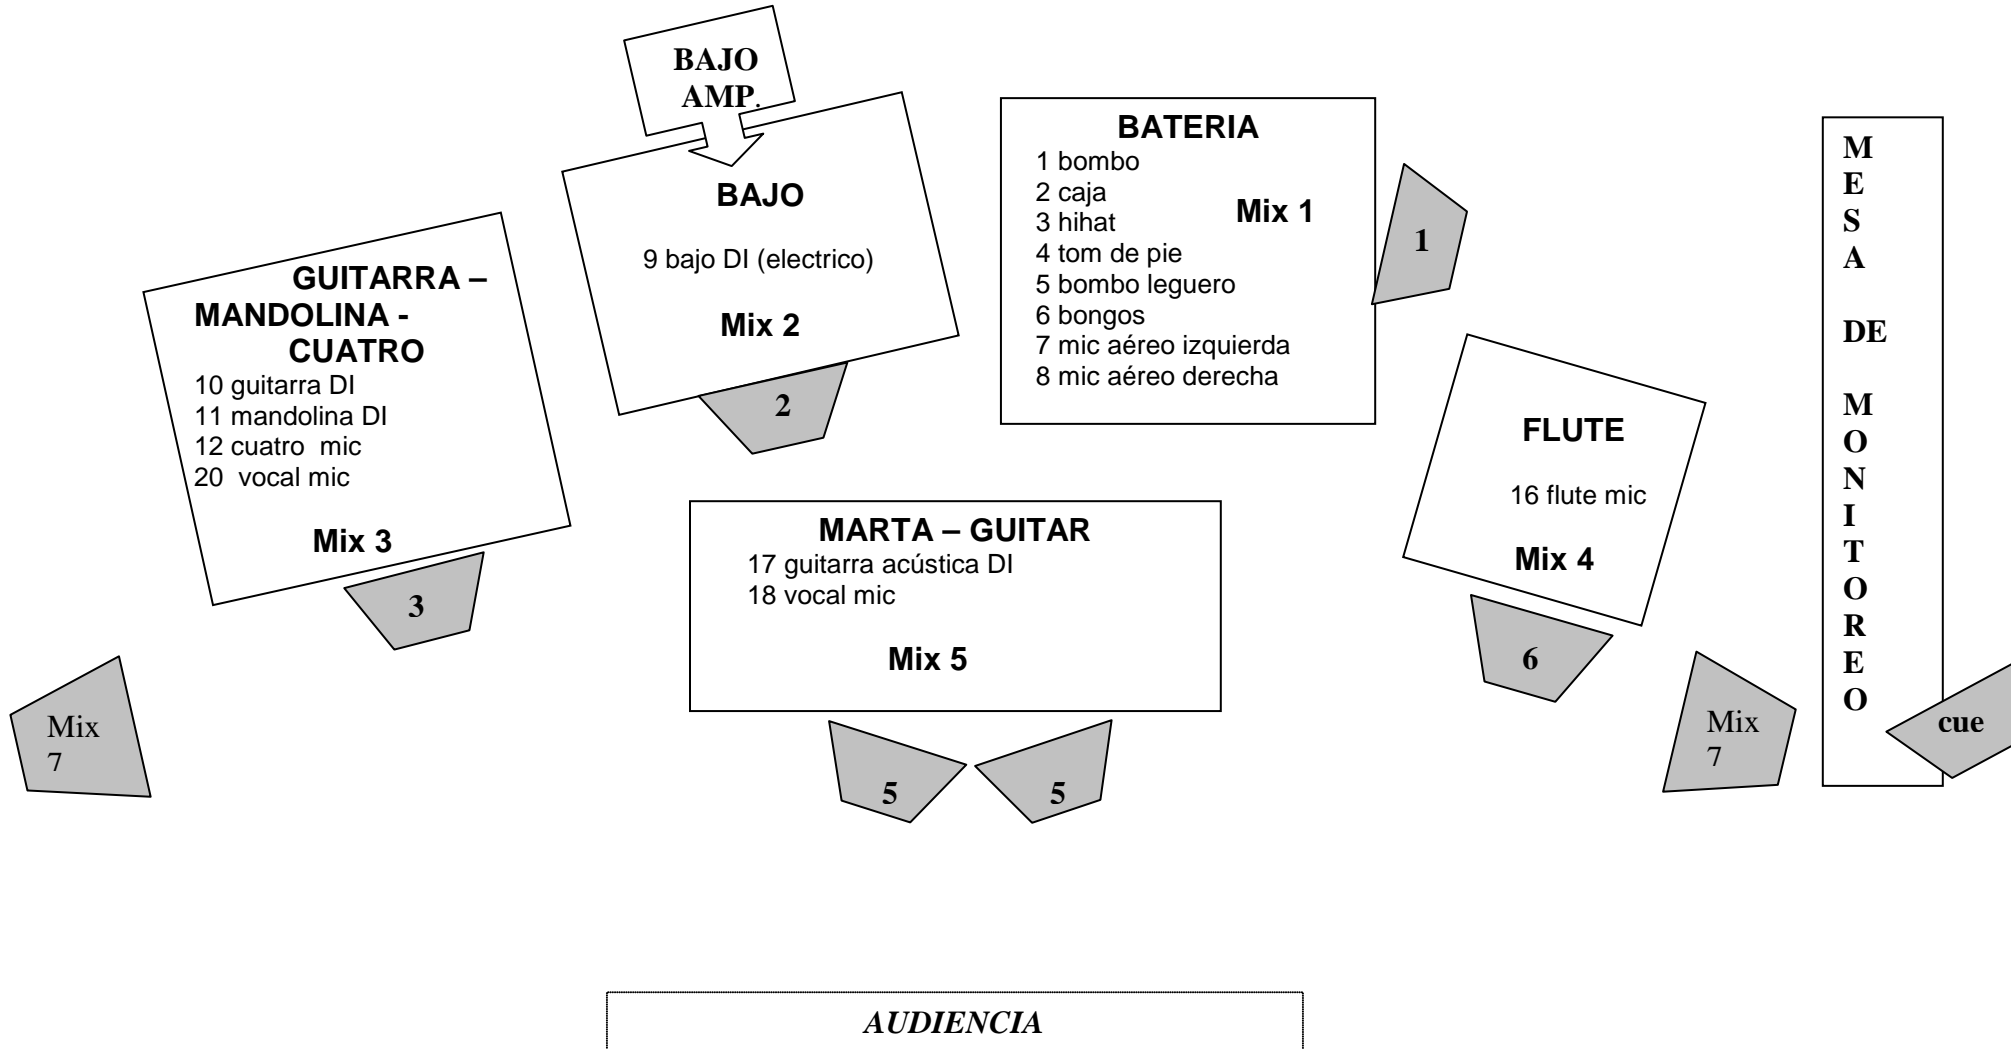 BAJO
AMP.
BAJO
9 bajo DI (electrico)
Mix 2
2
BATERIA
1 bombo
2 caja
3 hihat
4 tom de pie
5 bombo leguero
6 bongos
7 mic aéreo izquierda
8 mic aéreo derecha
Mix 1
1
GUITARRA –
MANDOLINA -
CUATRO
10 guitarra DI
11 mandolina DI
12 cuatro  mic
20  vocal mic
Mix 3
3
MARTA – GUITAR
17 guitarra acústica DI
18 vocal mic
Mix 5
5
5
FLUTE
16 flute mic
Mix 4
6
Mix
7
Mix
7
M
E
S
A
DE
M
O
N
I
T
O
R
E
O
cue
AUDIENCIA